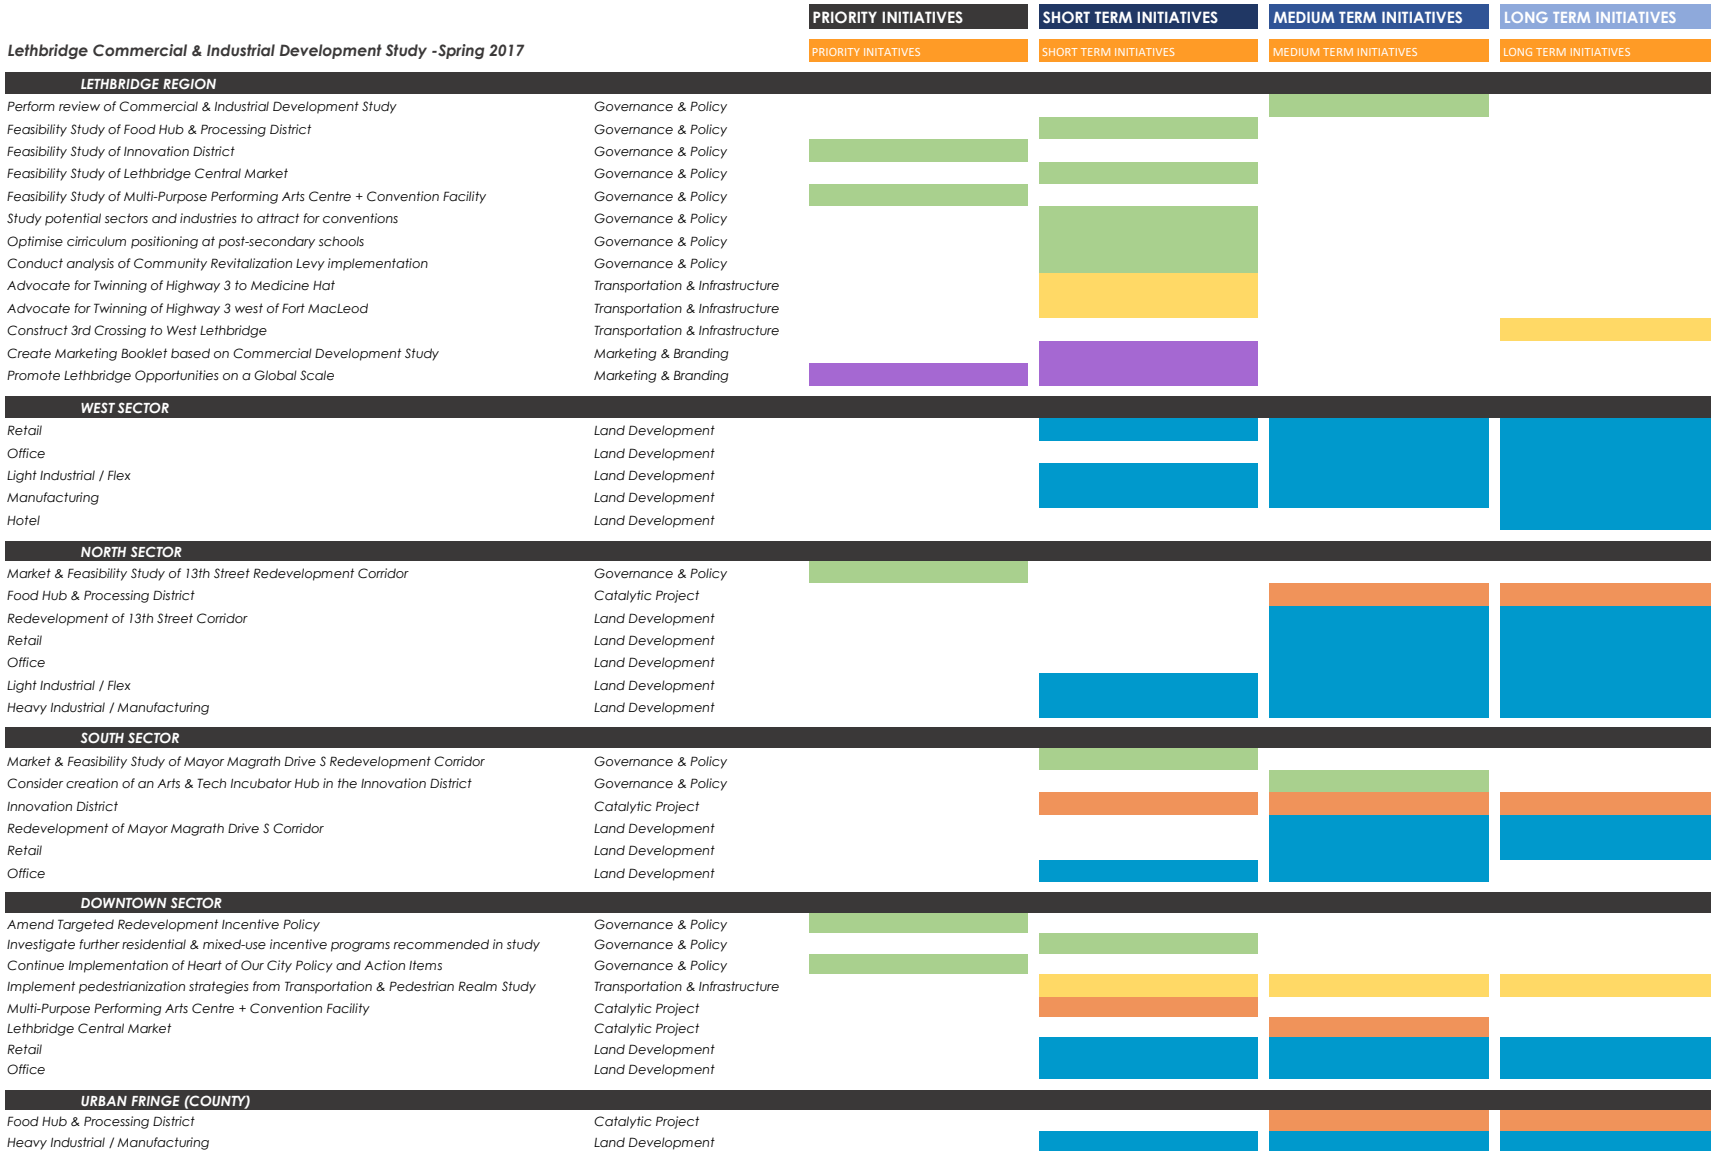 PRIORITY INITIATIVES SHORT TERM INITIATIVES MEDIUM TERM INITIATIVES LONG TERM INITIATIVES
Lethbridge Commercial & Industrial Development Study -Spring 2017 PRIORITY INITATIVES SHORT TERM INITIATIVES MEDIUM TERM INITIATIVES LONG TERM INITIATIVES
LETHBRIDGE REGION
Perform review of Commercial & Industrial Development Study Governance & Policy
Feasibility Study of Food Hub & Processing District Governance & Policy
Feasibility Study of Innovation District Governance & Policy
Feasibility Study of Lethbridge Central Market Governance & Policy
Feasibility Study of Multi-Purpose Performing Arts Centre + Convention Facility Governance & Policy
Study potential sectors and industries to attract for conventions Governance & Policy
Optimise cirriculum positioning at post-secondary schools Governance & Policy
Conduct analysis of Community Revitalization Levy implementation Governance & Policy
Advocate for Twinning of Highway 3 to Medicine Hat Transportation & Infrastructure
Advocate for Twinning of Highway 3 west of Fort MacLeod Transportation & Infrastructure
Construct 3rd Crossing to West Lethbridge Transportation & Infrastructure
Create Marketing Booklet based on Commercial Development Study Marketing & Branding
Promote Lethbridge Opportunities on a Global Scale Marketing & Branding
WEST SECTOR
Retail Land Development
Office Land Development
Light Industrial / Flex Land Development
Manufacturing Land Development
Hotel Land Development
NORTH SECTOR
Market & Feasibility Study of 13th Street Redevelopment Corridor Governance & Policy
Food Hub & Processing District Catalytic Project
Redevelopment of 13th Street Corridor Land Development
Retail Land Development
Office Land Development
Light Industrial / Flex Land Development
Heavy Industrial / Manufacturing Land Development
SOUTH SECTOR
Market & Feasibility Study of Mayor Magrath Drive S Redevelopment Corridor Governance & Policy
Consider creation of an Arts & Tech Incubator Hub in the Innovation District Governance & Policy
Innovation District Catalytic Project
Redevelopment of Mayor Magrath Drive S Corridor Land Development
Retail Land Development
Office Land Development
DOWNTOWN SECTOR
Amend Targeted Redevelopment Incentive Policy Governance & Policy
Investigate further residential & mixed-use incentive programs recommended in study Governance & Policy
Continue Implementation of Heart of Our City Policy and Action Items Governance & Policy
Implement pedestrianization strategies from Transportation & Pedestrian Realm Study Transportation & Infrastructure
Multi-Purpose Performing Arts Centre + Convention Facility Catalytic Project
Lethbridge Central Market Catalytic Project
Retail Land Development
Office Land Development
URBAN FRINGE (COUNTY)
Food Hub & Processing District Catalytic Project
Heavy Industrial / Manufacturing Land Development